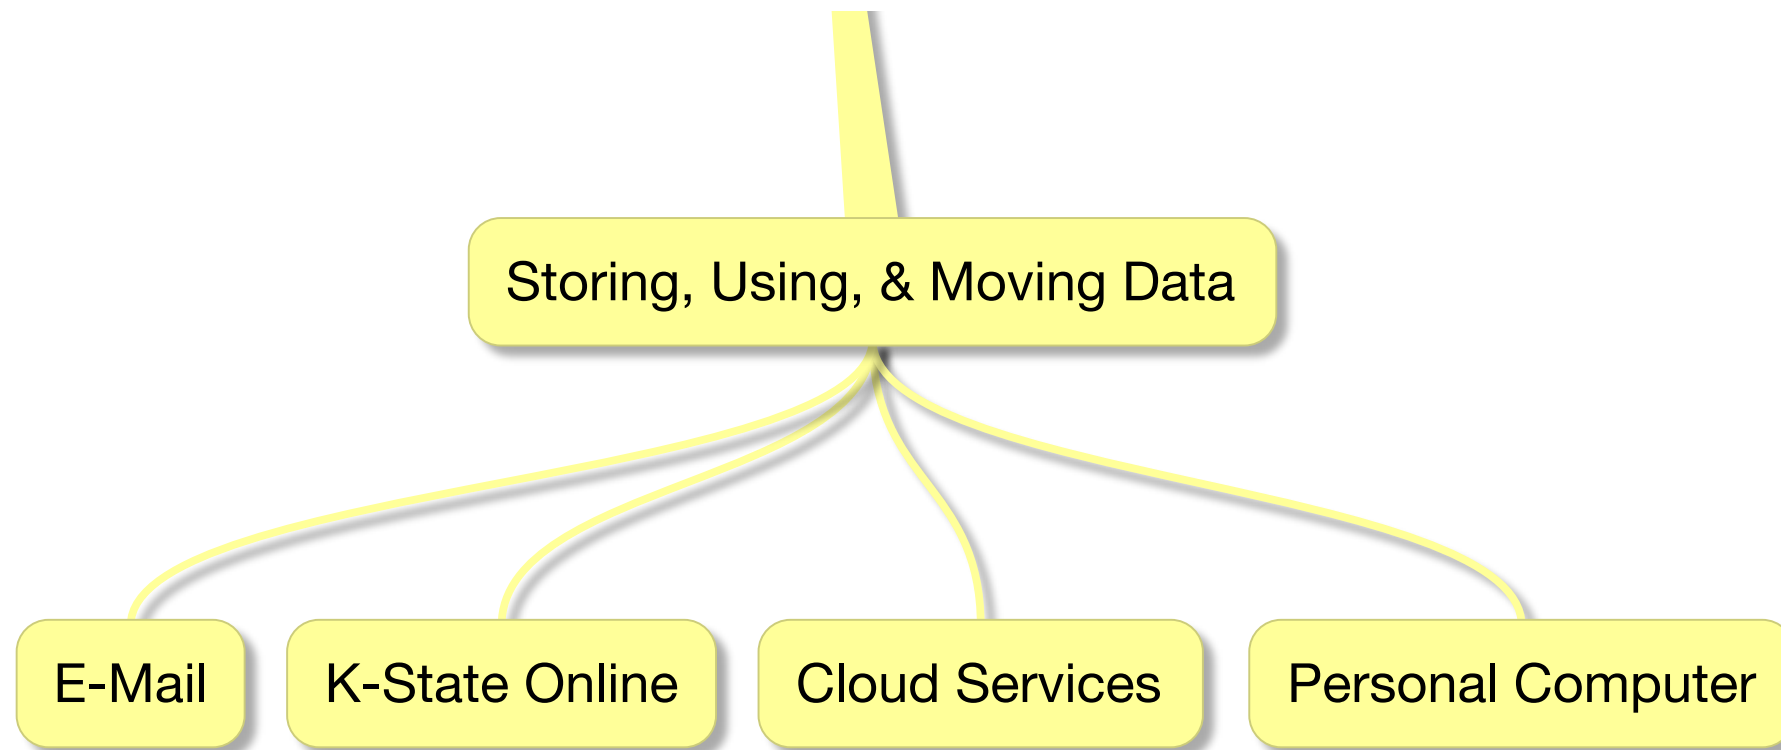 Storing, Using, & Moving Data
E-Mail
K-State Online
Cloud Services
Personal Computer